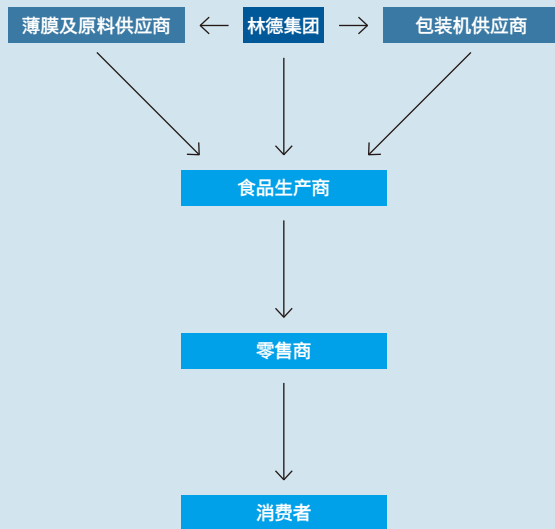 薄膜及原料供应商
林德集团
包装机供应商
食品生产商
零售商
消费者